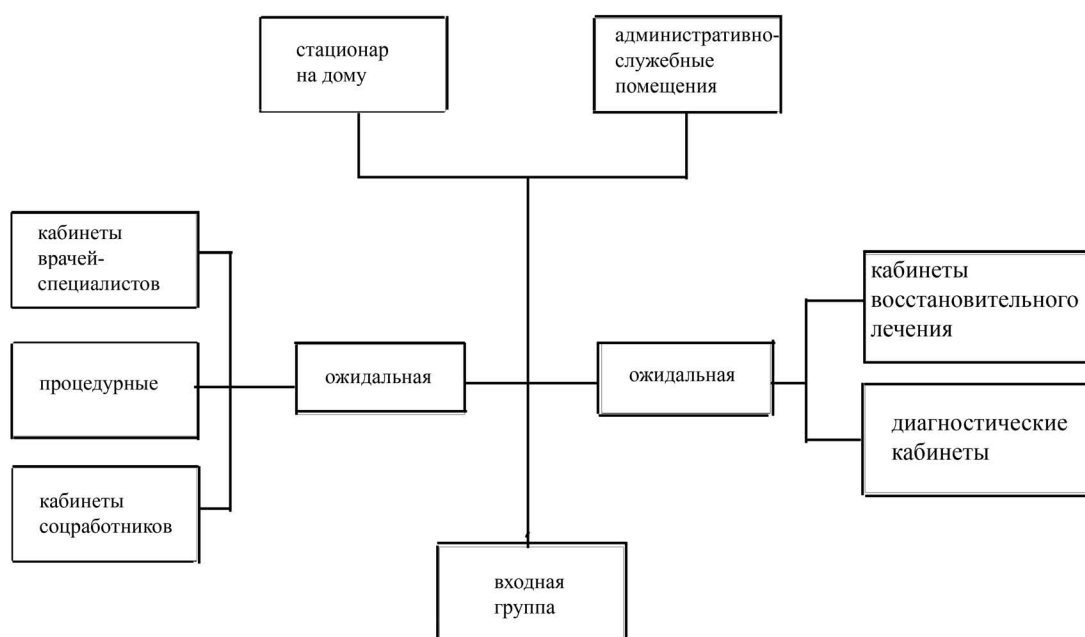 стационар
на дому
административно-
служебные
помещения
кабинеты
врачей-
специалистов
процедурные
кабинеты
соцработников
ожидальная
ожидальная
кабинеты
восстановительного
лечения
диагностические
кабинеты
входная
группа